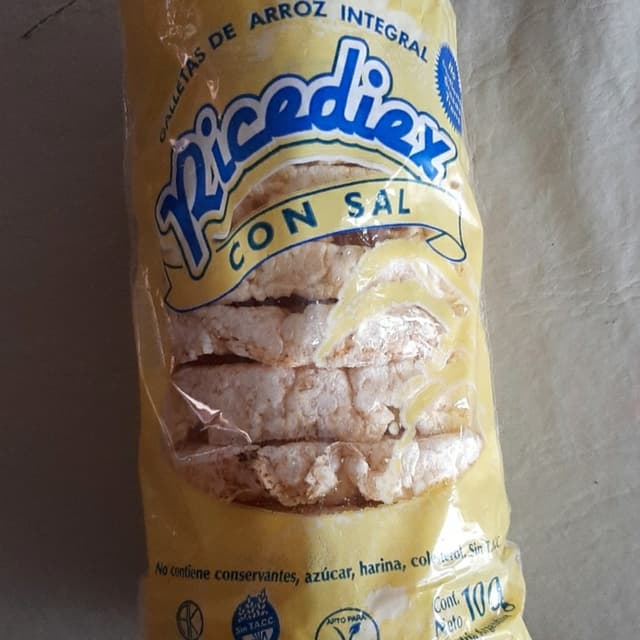 GALLETAS DE ARROZ INTEGRAL
Ricediex
CON SAL
No contiene conservantes, azúcar, harina, colesterol. Sin T.A.C.C.
SIN T.A.C.C.
APTO PARA
V
Cont.
Neto 100g